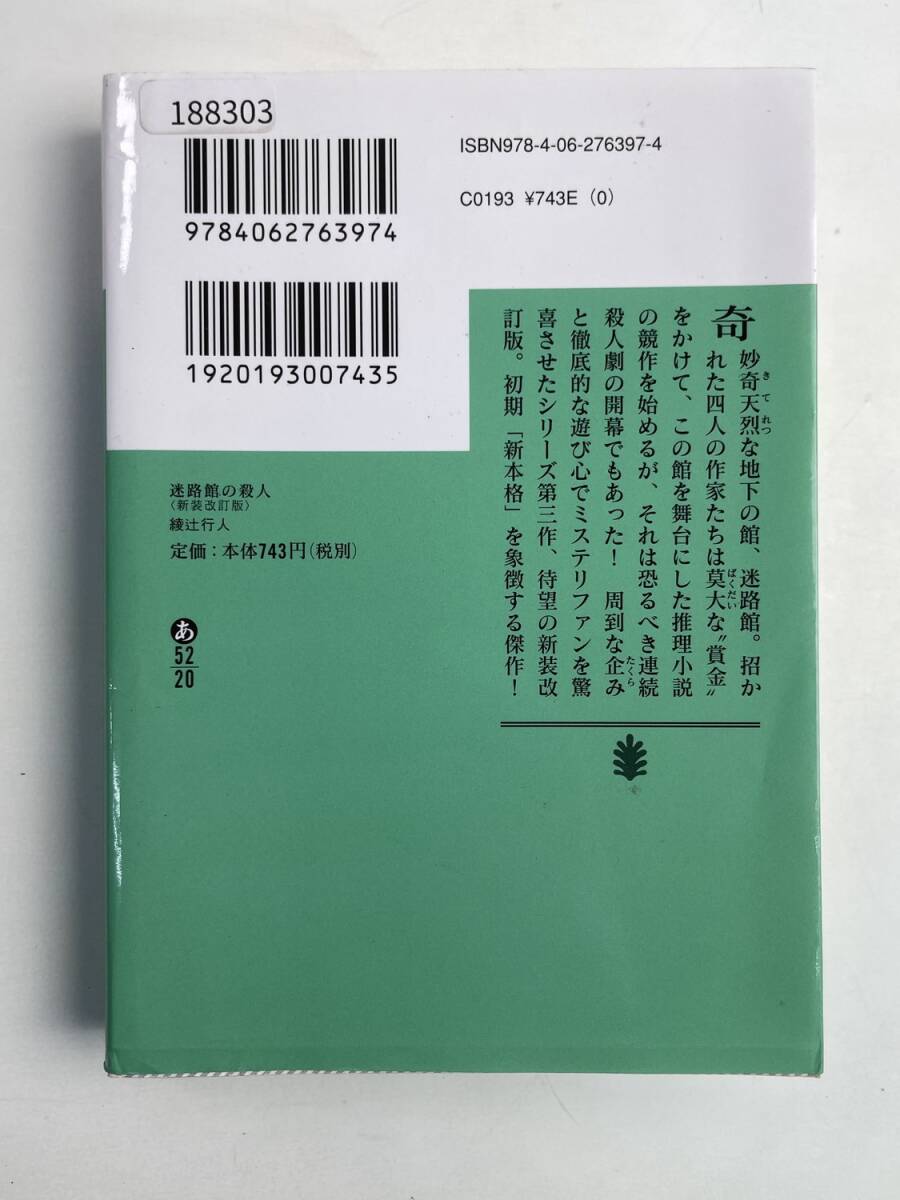 188303
ISBN978-4-06-276397-4
C0193 ¥743E (0)
9784062763974
1920193007435
迷路館の殺人
〈新装改訂版〉
綾辻行人
定価：本体743円(税別)
あ
52
20
奇妙奇天烈な地下の館、迷路館。招か
れた四人の作家たちは莫大な〝賞金〟
をかけて、この館を舞台にした推理小説
の競作を始めるが、それは恐るべき連続
殺人劇の開幕でもあった！　周到な企み
と徹底的な遊び心でミステリファンを驚
喜させたシリーズ第三作、待望の新装改
訂版。初期「新本格」を象徴する傑作！